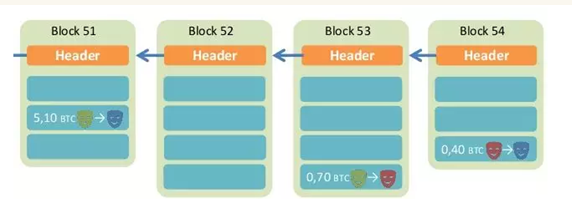 Block 51
Header
5,10 BTC
Block 52
Header
Block 53
Header
0,70 BTC
Block 54
Header
0,40 BTC